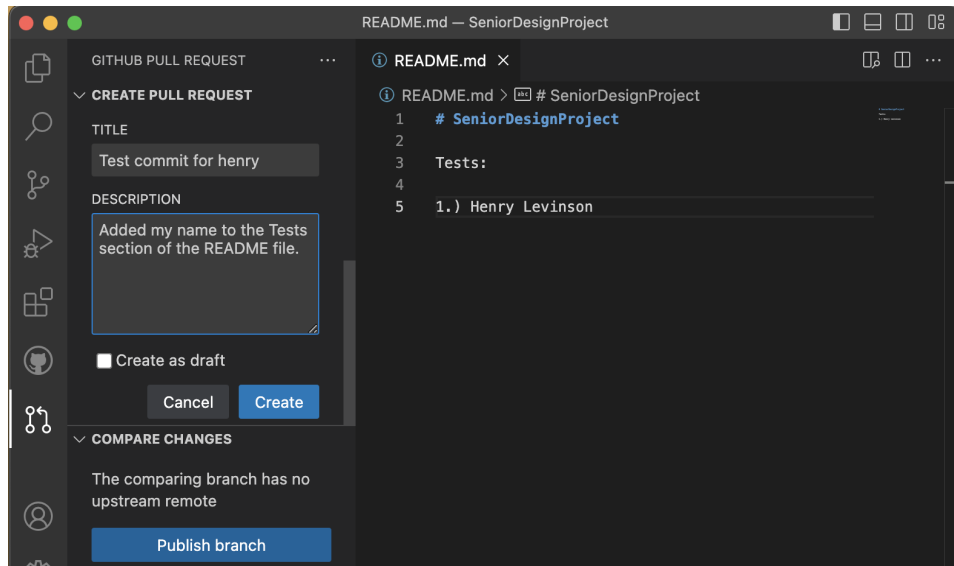 README.md — SeniorDesignProject
GITHUB PULL REQUEST
CREATE PULL REQUEST
TITLE
Test commit for henry
DESCRIPTION
Added my name to the Tests
section of the README file.
Create as draft
Cancel Create
COMPARE CHANGES
The comparing branch has no
upstream remote
Publish branch
README.md
README.md > # SeniorDesignProject
1 # SeniorDesignProject
2
3 Tests:
4
5 1.) Henry Levinson